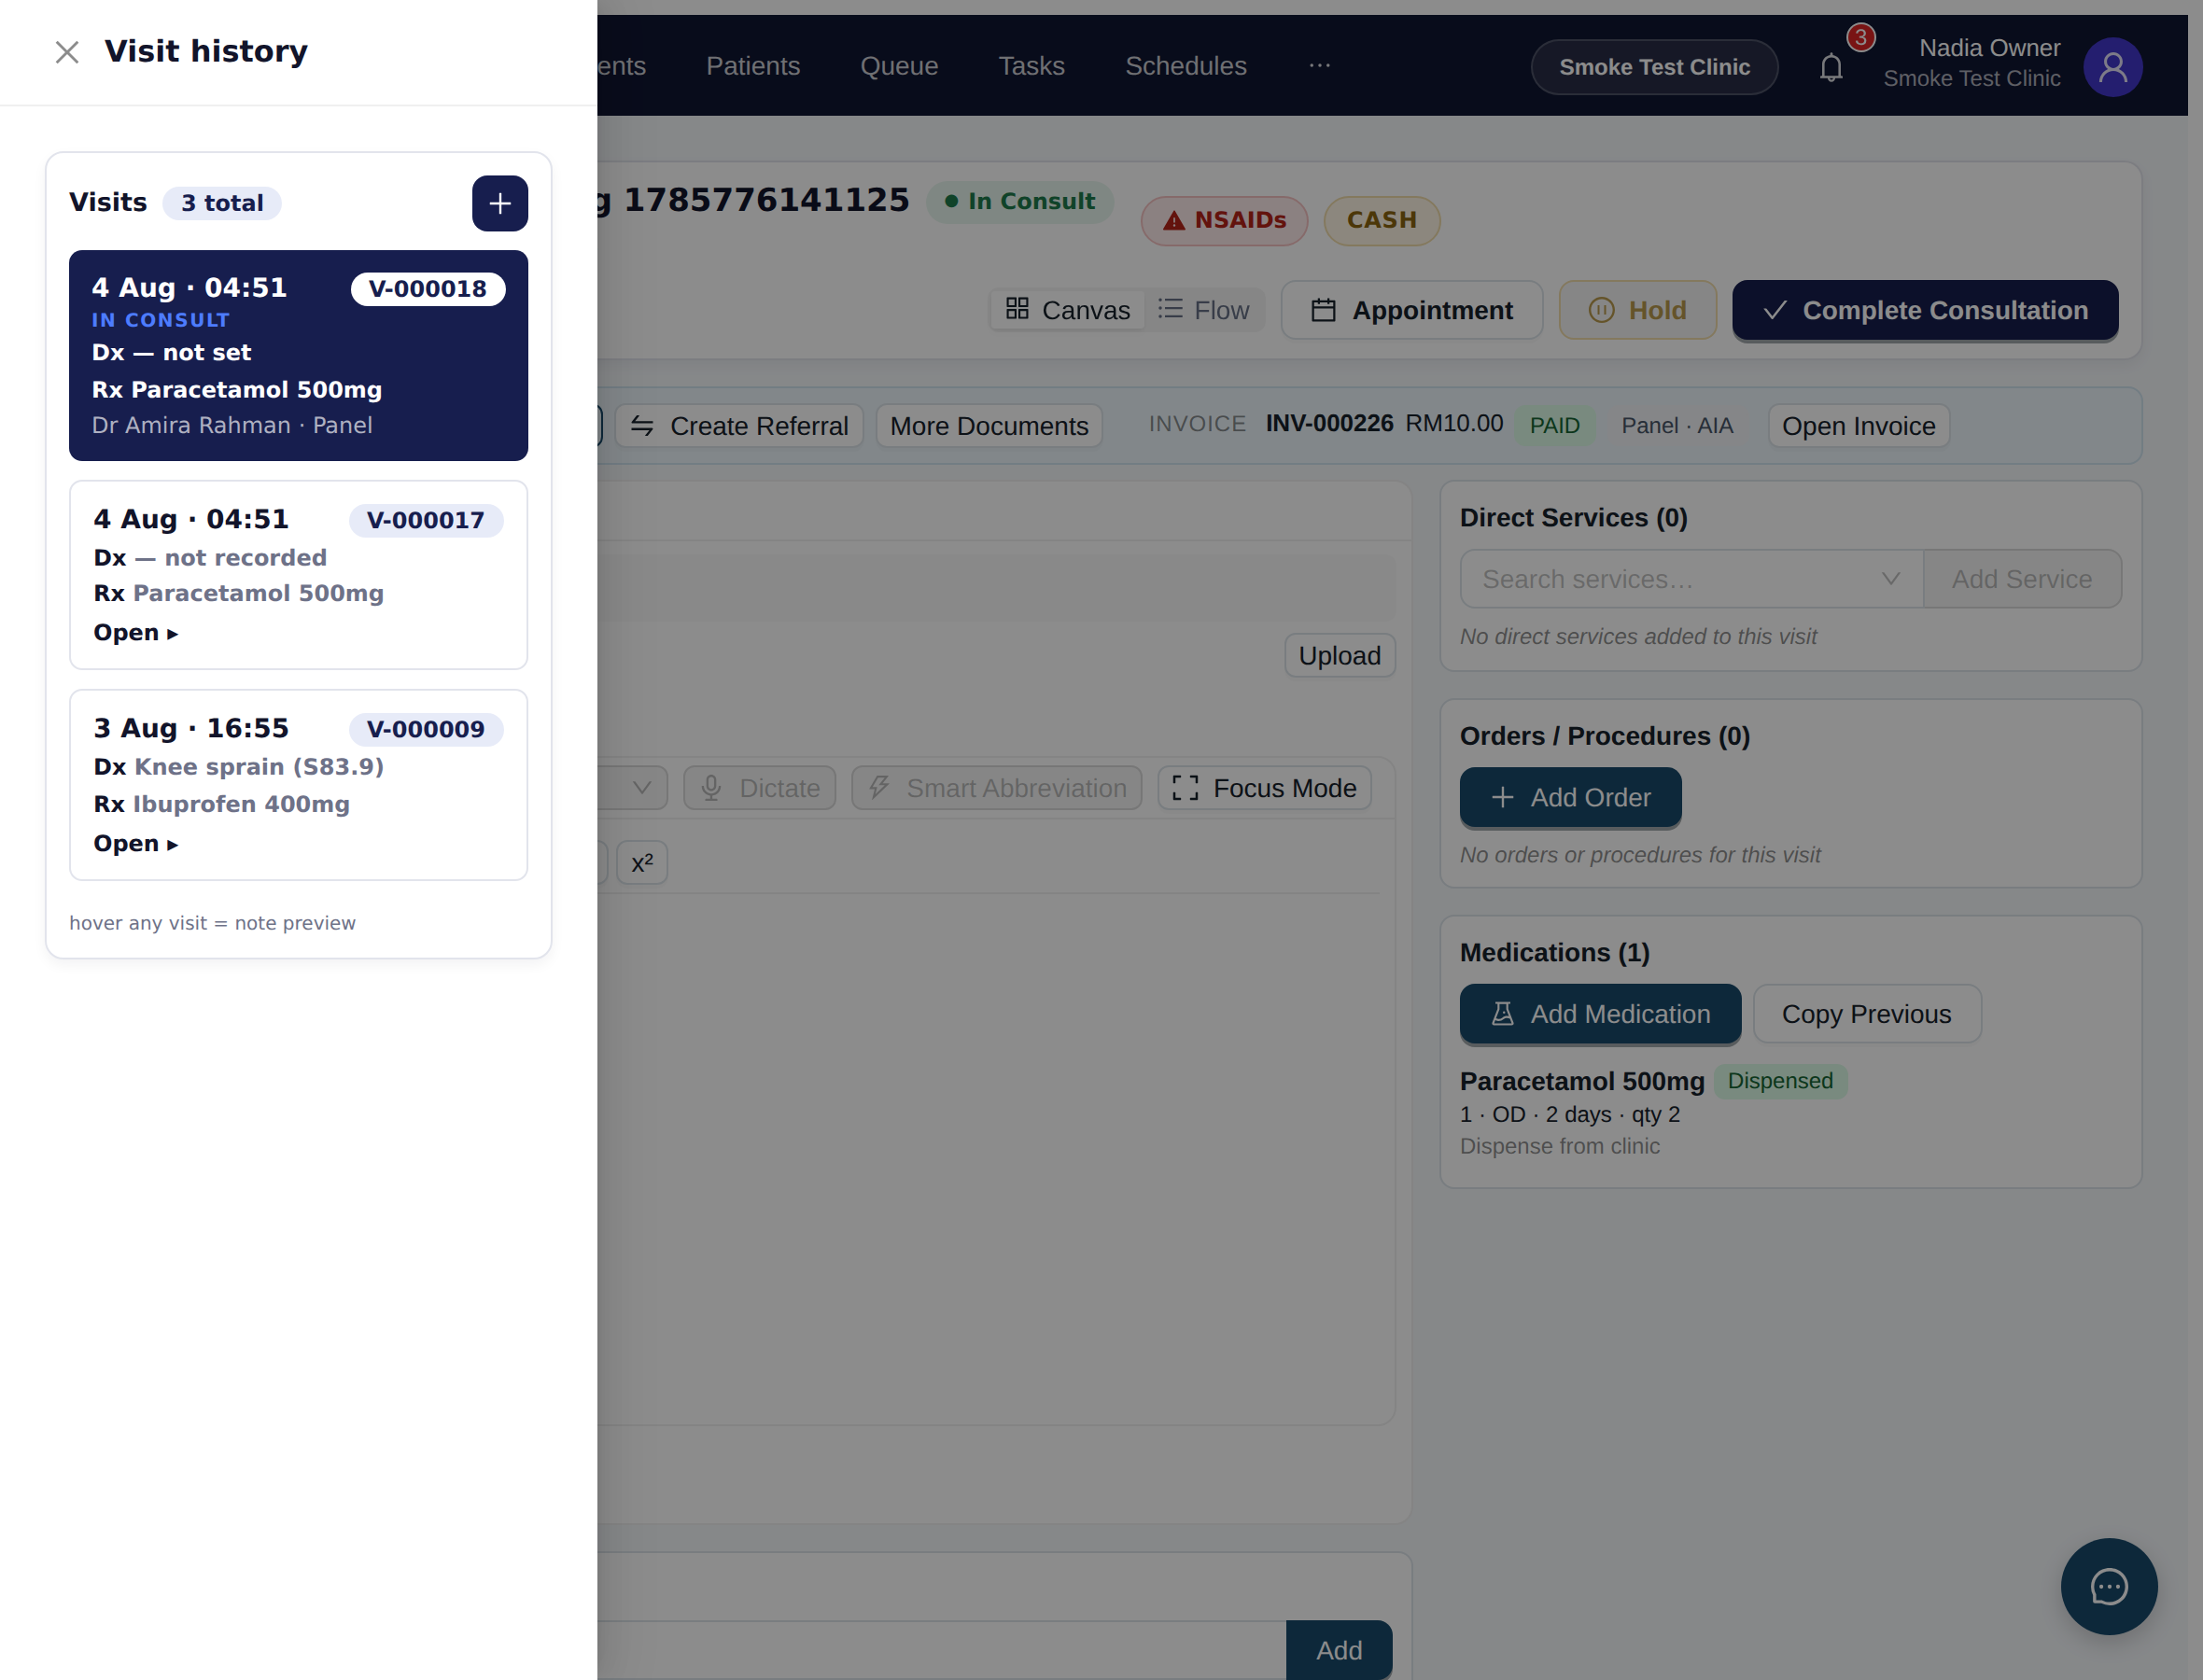 Visit history
Visits 3 total
4 Aug · 04:51 V-000018
IN CONSULT
Dx — not set
Rx Paracetamol 500mg
Dr Amira Rahman · Panel
4 Aug · 04:51 V-000017
Dx — not recorded
Rx Paracetamol 500mg
Open ▸
3 Aug · 16:55 V-000009
Dx Knee sprain (S83.9)
Rx Ibuprofen 400mg
Open ▸
hover any visit = note preview
ents Patients Queue Tasks Schedules ··· Smoke Test Clinic 3 Nadia Owner
Smoke Test Clinic
g 1785776141125 In Consult NSAIDs CASH
Canvas Flow Appointment Hold Complete Consultation
Create Referral More Documents INVOICE INV-000226 RM10.00 PAID Panel · AIA Open Invoice
Upload
Dictate Smart Abbreviation Focus Mode
x²
Add
Direct Services (0)
Search services… Add Service
No direct services added to this visit
Orders / Procedures (0)
Add Order
No orders or procedures for this visit
Medications (1)
Add Medication Copy Previous
Paracetamol 500mg Dispensed
1 · OD · 2 days · qty 2
Dispense from clinic